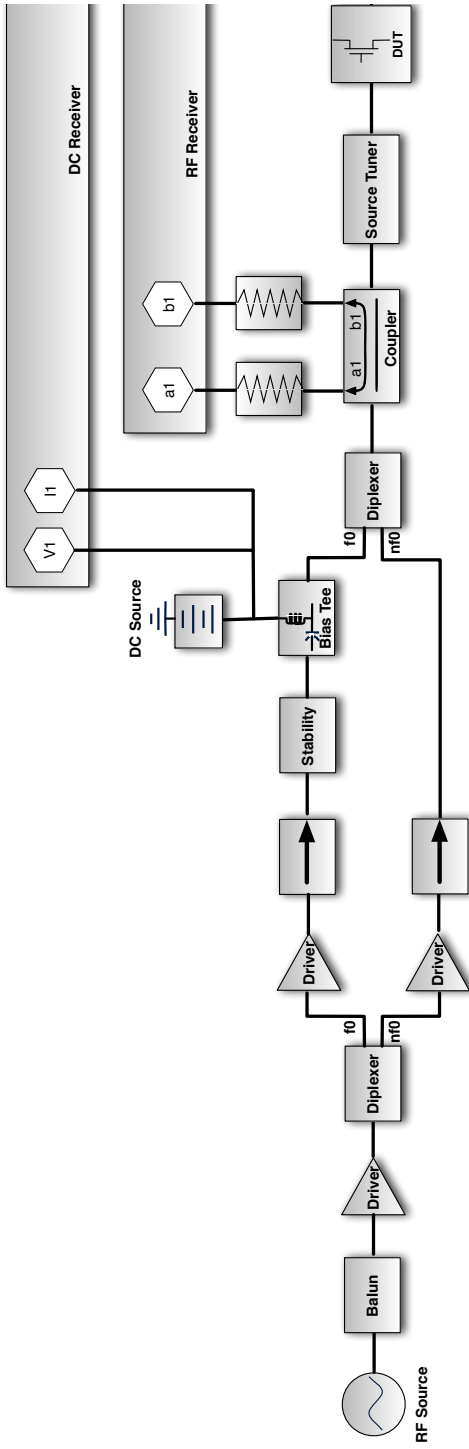 DC Receiver
I1
V1
RF Receiver
b1
a1
DC Source
DUT
Source Tuner
b1
a1
Coupler
Diplexer
f0
nf0
Bias Tee
Stability
Driver
Driver
f0
nf0
Diplexer
Driver
Balun
RF Source